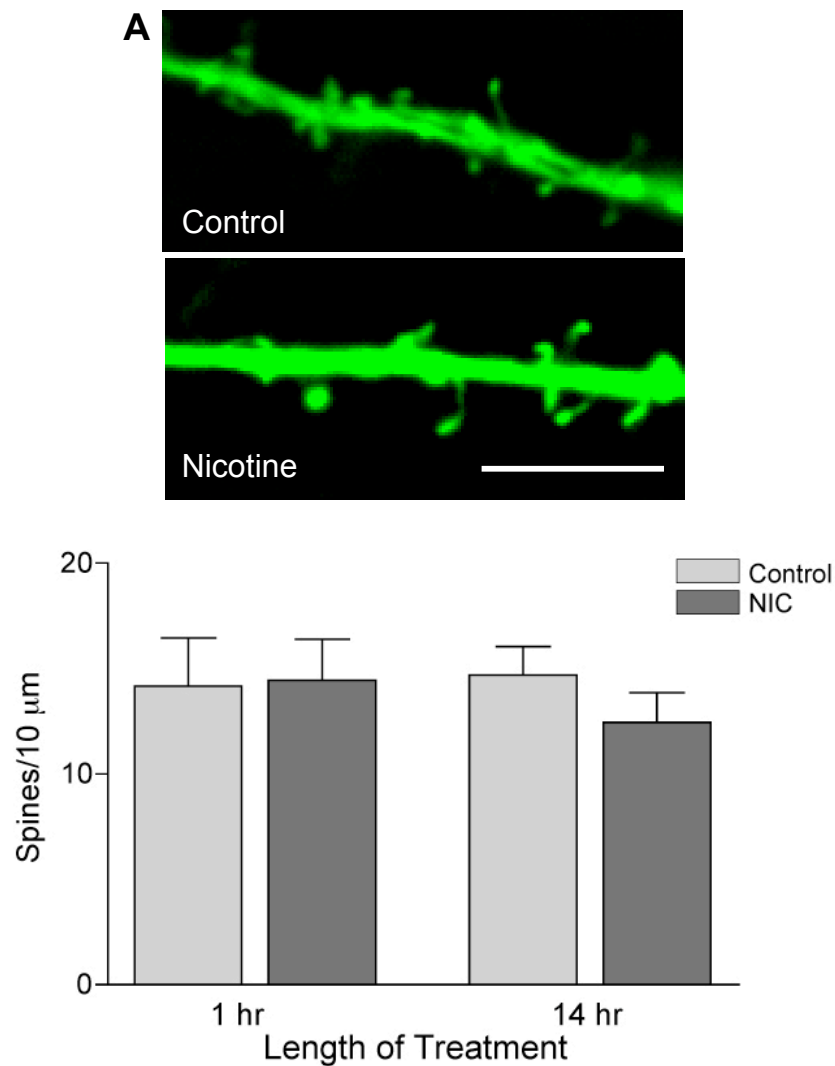 A
Control
Nicotine
20
Control
NIC
10
0
Spines/10 μm
1 hr
14 hr
Length of Treatment